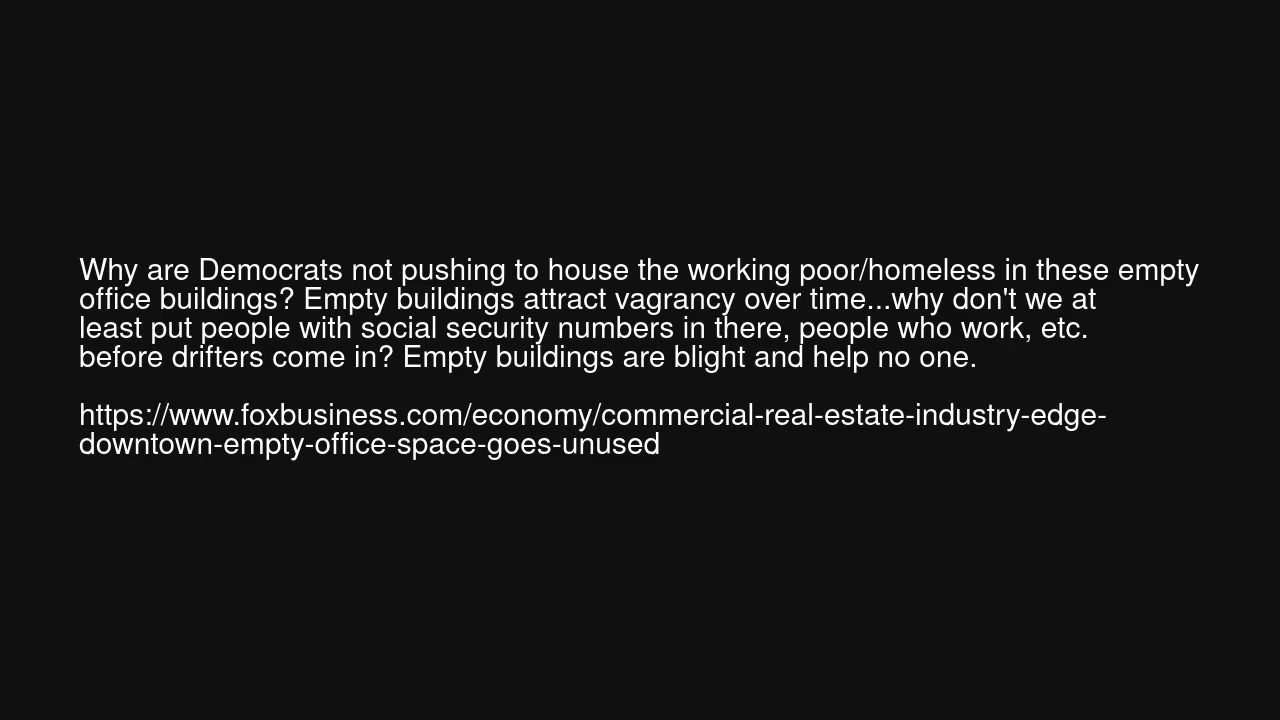 Why are Democrats not pushing to house the working poor/homeless in these empty
office buildings? Empty buildings attract vagrancy over time...why don't we at
least put people with social security numbers in there, people who work, etc.
before drifters come in? Empty buildings are blight and help no one.

https://www.foxbusiness.com/economy/commercial-real-estate-industry-edge-
downtown-empty-office-space-goes-unused